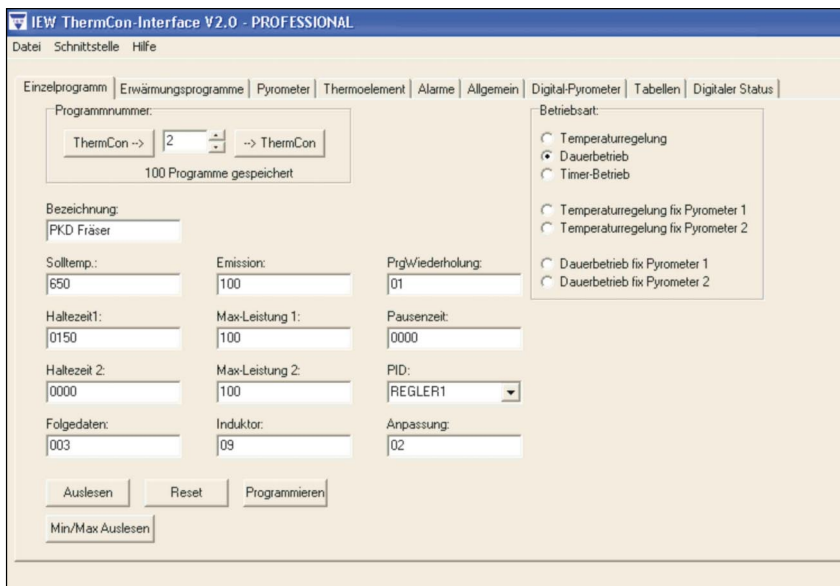 IEW ThermCon-Interface V2.0 - PROFESSIONAL
Datei Schnittstelle Hilfe
Einzelprogramm Erwärmungsprogramme Pyrometer Thermoelement Alarme Allgemein Digital-Pyrometer Tabellen Digitaler Status
Programmnummer:
ThermCon --> 2 --> ThermCon
100 Programme gespeichert
Bezeichnung:
PKD Fräser
Solltemp.: Emission: PrgWiederholung:
650 100 01
Haltezeit1: Max-Leistung 1: Pausenzeit:
0150 100 0000
Haltezeit 2: Max-Leistung 2: PID:
0000 100 REGLER1
Folgedaten: Induktor: Anpassung:
003 09 02
Auslesen Reset Programmieren
Min/Max Auslesen
Betriebsart:
Temperaturregelung
Dauerbetrieb
Timer-Betrieb
Temperaturregelung fix Pyrometer 1
Temperaturregelung fix Pyrometer 2
Dauerbetrieb fix Pyrometer 1
Dauerbetrieb fix Pyrometer 2